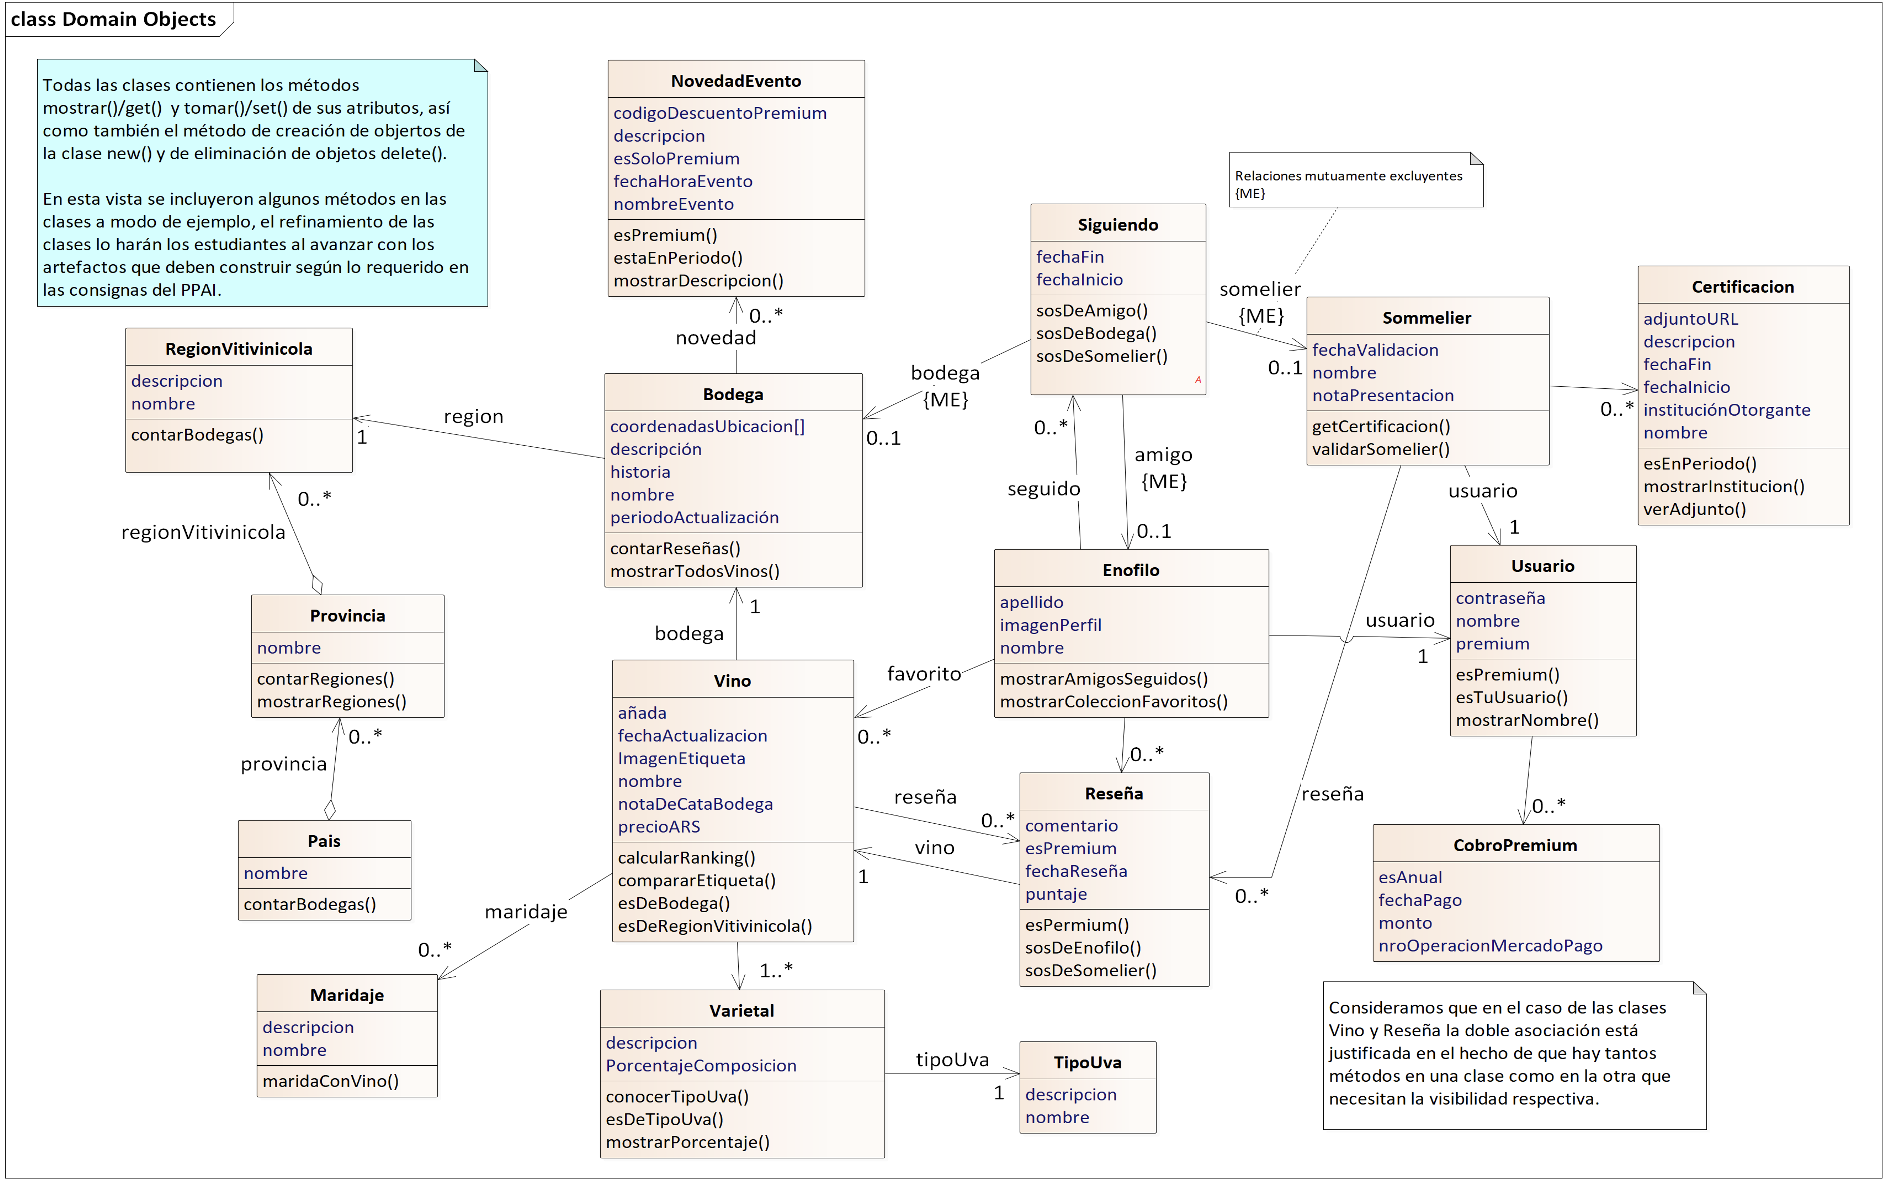 class Domain Objects
Todas las clases contienen los métodos
mostrar()/get()  y tomar()/set() de sus atributos, así
como también el método de creación de objertos de
la clase new() y de eliminación de objetos delete().
En esta vista se incluyeron algunos métodos en las
clases a modo de ejemplo, el refinamiento de las
clases lo harán los estudiantes al avanzar con los
artefactos que deben construir según lo requerido en
las consignas del PPAI.
NovedadEvento
codigoDescuentoPremium
descripcion
esSoloPremium
fechaHoraEvento
nombreEvento
esPremium()
estaEnPeriodo()
mostrarDescripcion()
0..*
novedad
Relaciones mutuamente excluyentes
{ME}
Siguiendo
fechaFin
fechaInicio
sosDeAmigo()
sosDeBodega()
sosDeSomelier()
A
somelier
{ME}
0..1
Sommelier
fechaValidacion
nombre
notaPresentacion
getCertificacion()
validarSomelier()
0..*
Certificacion
adjuntoURL
descripcion
fechaFin
fechaInicio
instituciónOtorgante
nombre
esEnPeriodo()
mostrarInstitucion()
verAdjunto()
RegionVitivinicola
descripcion
nombre
contarBodegas()
region
1
Bodega
coordenadasUbicacion[]
descripción
historia
nombre
periodoActualización
contarReseñas()
mostrarTodosVinos()
bodega
{ME}
0..1
0..*
seguido
amigo
{ME}
0..1
usuario
1
0..*
regionVitivinicola
Provincia
nombre
contarRegiones()
mostrarRegiones()
0..*
provincia
Pais
nombre
contarBodegas()
1
bodega
Enofilo
apellido
imagenPerfil
nombre
mostrarAmigosSeguidos()
mostrarColeccionFavoritos()
usuario
1
Usuario
contraseña
nombre
premium
esPremium()
esTuUsuario()
mostrarNombre()
favorito
0..*
Vino
añada
fechaActualizacion
ImagenEtiqueta
nombre
notaDeCataBodega
precioARS
calcularRanking()
compararEtiqueta()
esDeBodega()
esDeRegionVitivinicola()
0..*
reseña
0..*
vino
1
Reseña
comentario
esPremium
fechaReseña
puntaje
esPermium()
sosDeEnofilo()
sosDeSomelier()
reseña
0..*
0..*
CobroPremium
esAnual
fechaPago
monto
nroOperacionMercadoPago
maridaje
0..*
Maridaje
descripcion
nombre
maridaConVino()
1..*
Varietal
descripcion
PorcentajeComposicion
conocerTipoUva()
esDeTipoUva()
mostrarPorcentaje()
tipoUva
1
TipoUva
descripcion
nombre
Consideramos que en el caso de las clases
Vino y Reseña la doble asociación está
justificada en el hecho de que hay tantos
métodos en una clase como en la otra que
necesitan la visibilidad respectiva.